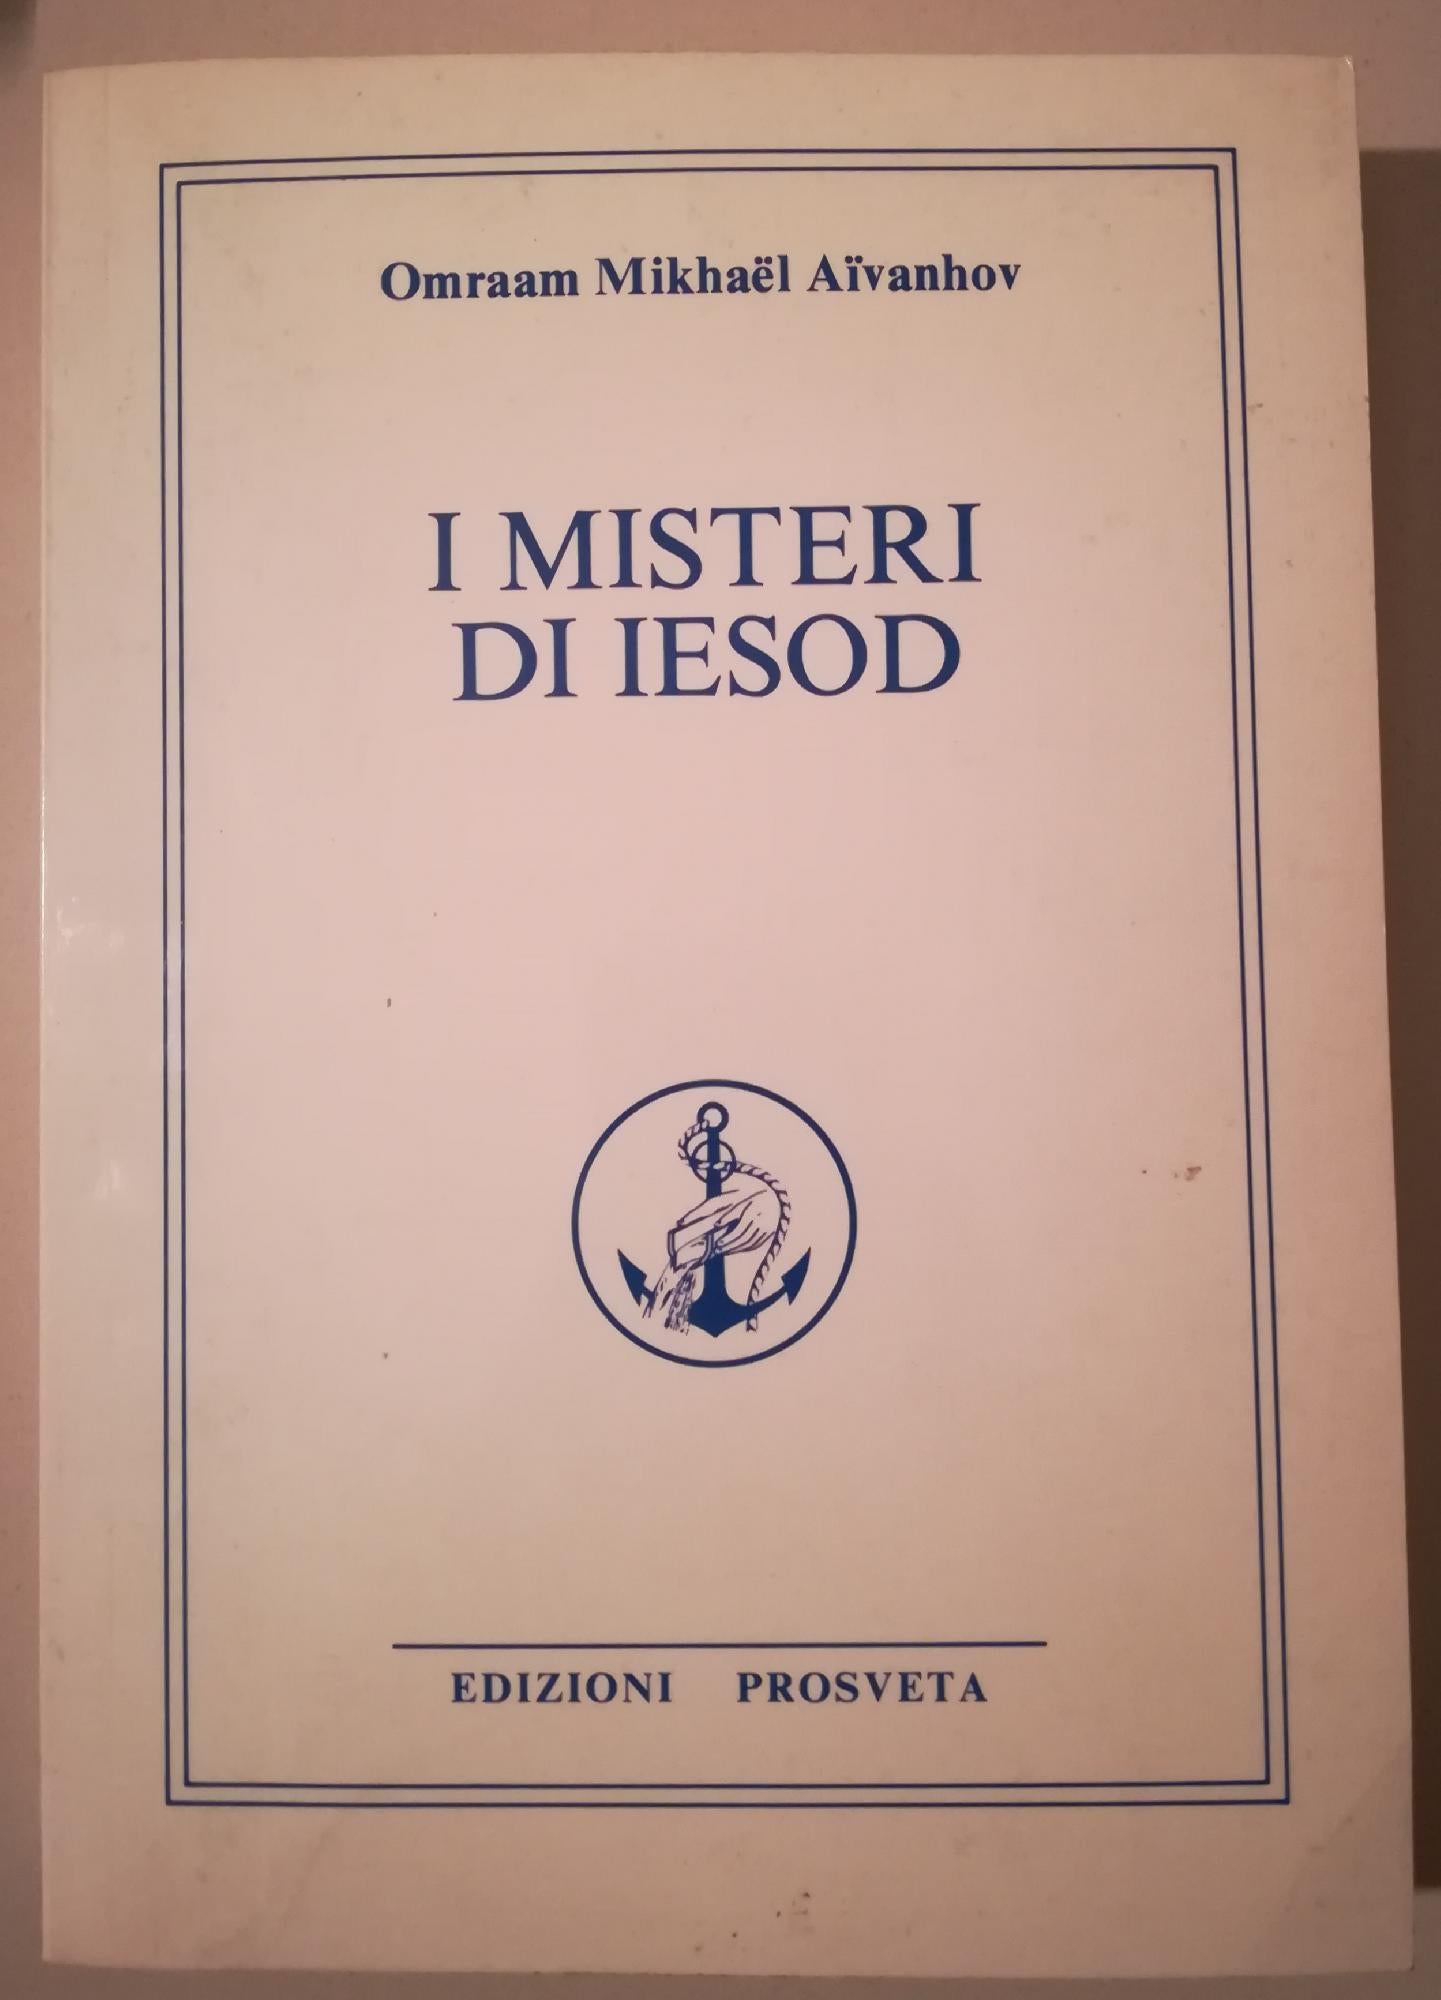 Omraam Mikhaël Aïvanhov
I MISTERI
DI IESOD
EDIZIONI PROSVETA